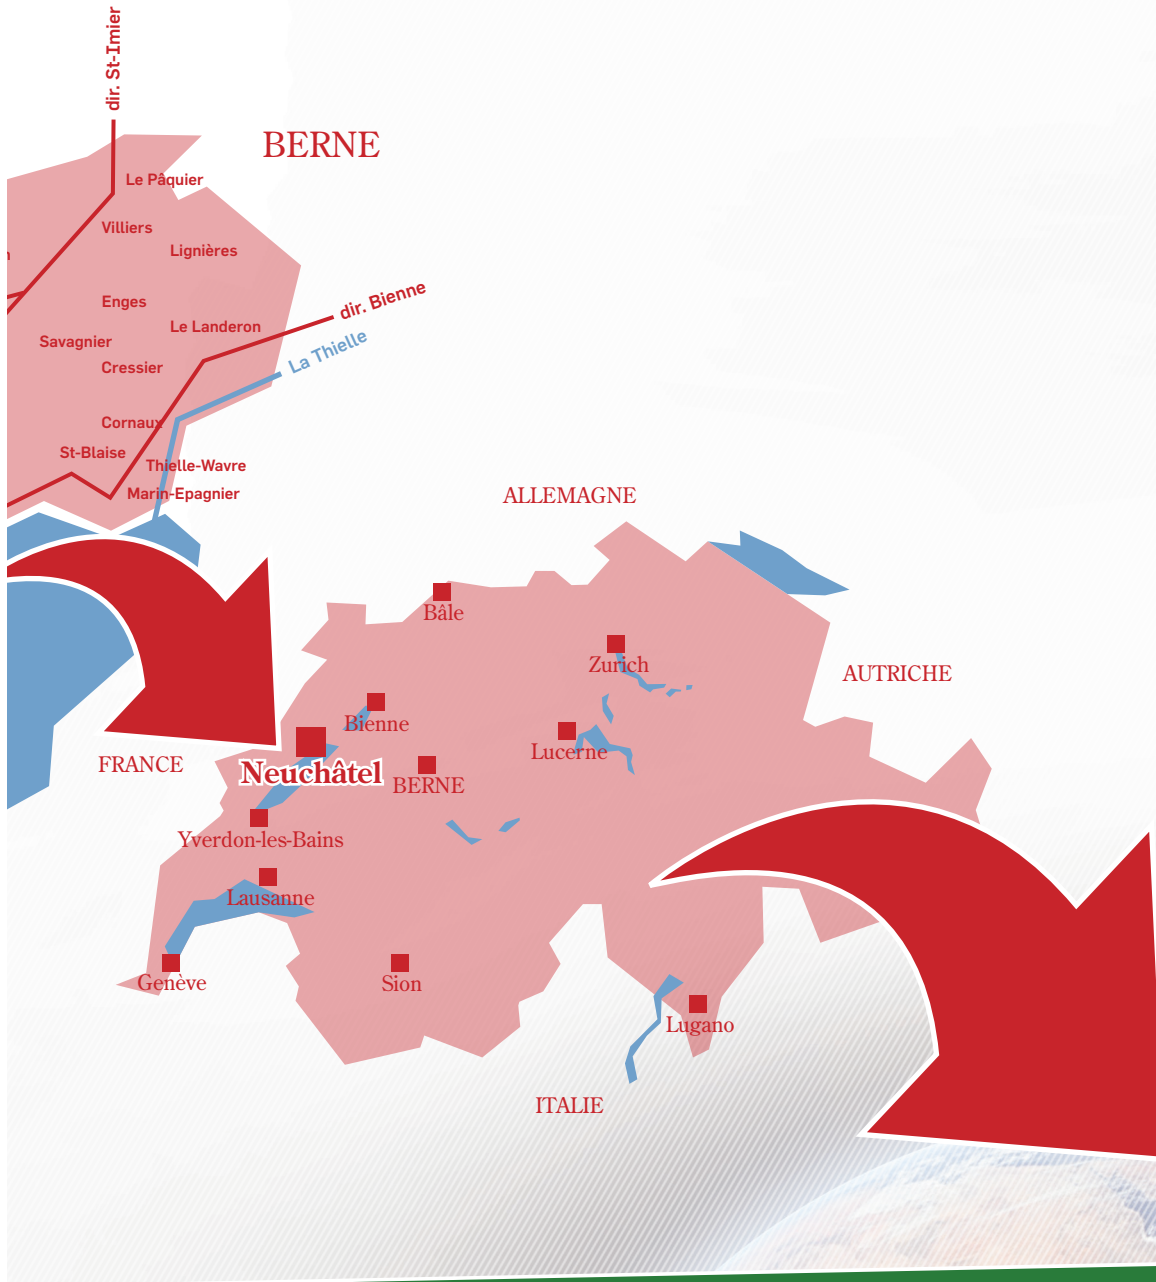 dir. St-Imier
BERNE
Le Pâquier
Villiers
Lignières
Enges
dir. Bienne
Le Landeron
Savagnier
La Thielle
Cressier
Cornaux
St-Blaise
Thielle-Wavre
Marin-Epagnier
ALLEMAGNE
Bâle
Zurich
AUTRICHE
Bienne
Lucerne
FRANCE
Neuchâtel
BERNE
Yverdon-les-Bains
Lausanne
Genève
Sion
Lugano
ITALIE